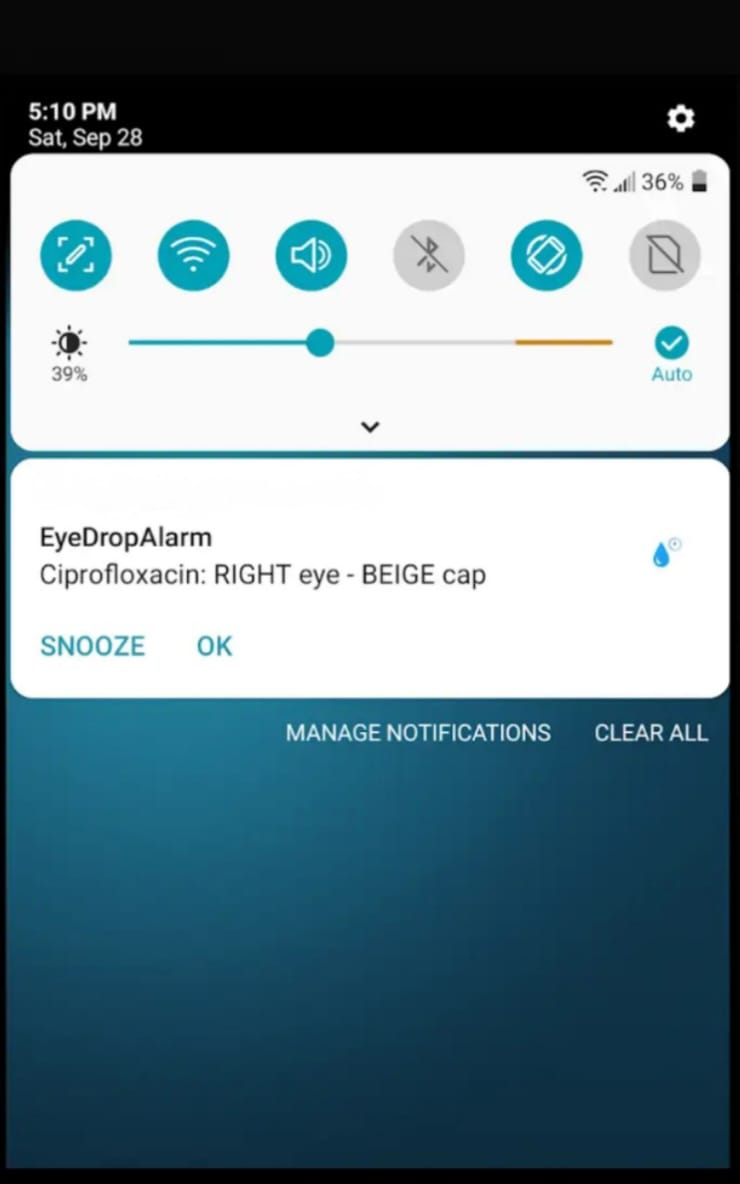 5:10 PM
Sat, Sep 28
36%
39%
Auto
EyeDropAlarm
Ciprofloxacin: RIGHT eye - BEIGE cap
SNOOZE OK
MANAGE NOTIFICATIONS CLEAR ALL